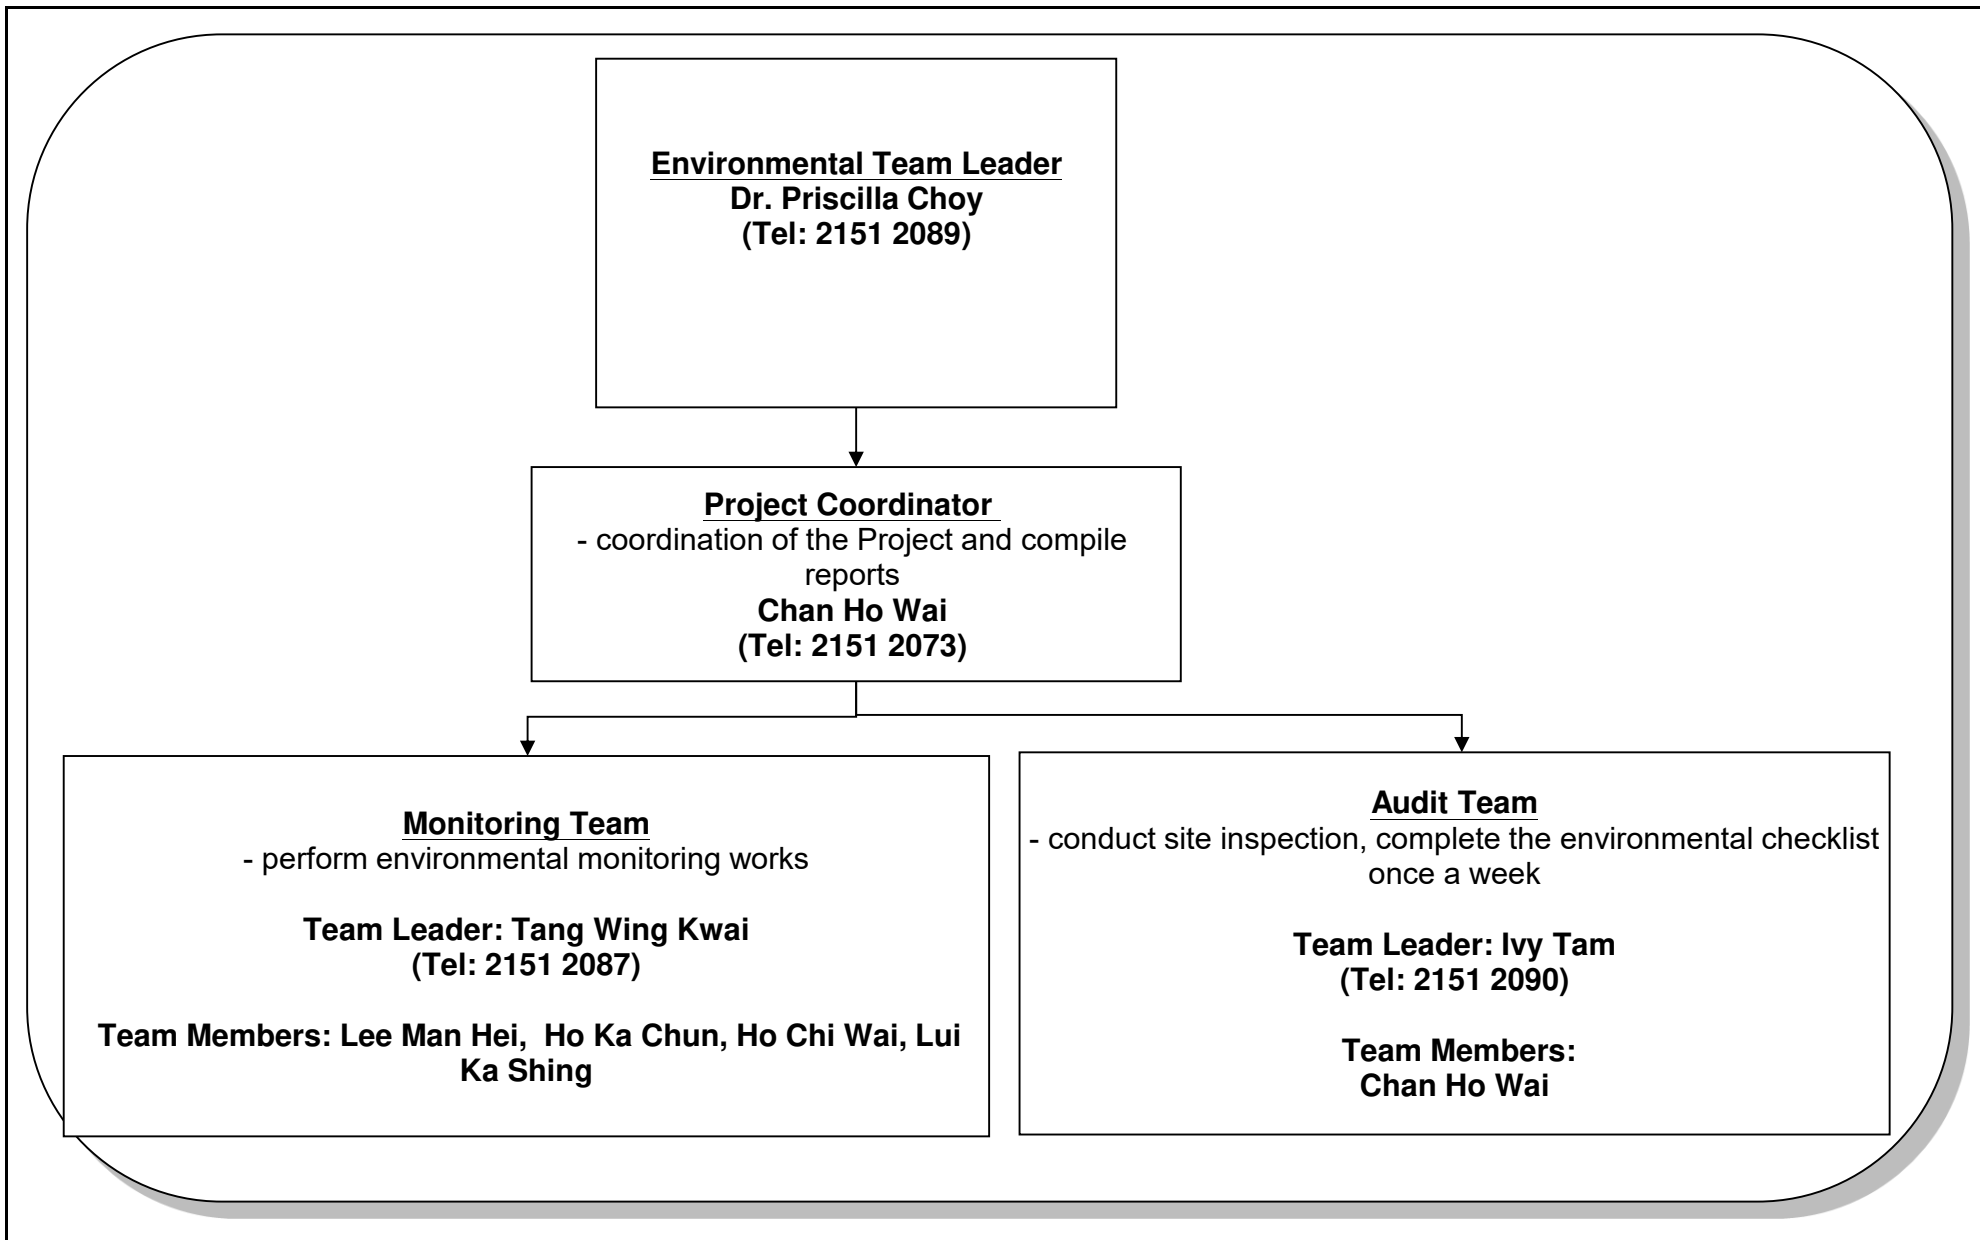 Environmental Team Leader
Dr. Priscilla Choy
(Tel: 2151 2089)
Project Coordinator
- coordination of the Project and compile
reports
Chan Ho Wai
(Tel: 2151 2073)
Monitoring Team
- perform environmental monitoring works
Team Leader: Tang Wing Kwai
(Tel: 2151 2087)
Team Members: Lee Man Hei,  Ho Ka Chun, Ho Chi Wai, Lui
Ka Shing
Audit Team
- conduct site inspection, complete the environmental checklist
once a week
Team Leader: Ivy Tam
(Tel: 2151 2090)
Team Members:
Chan Ho Wai